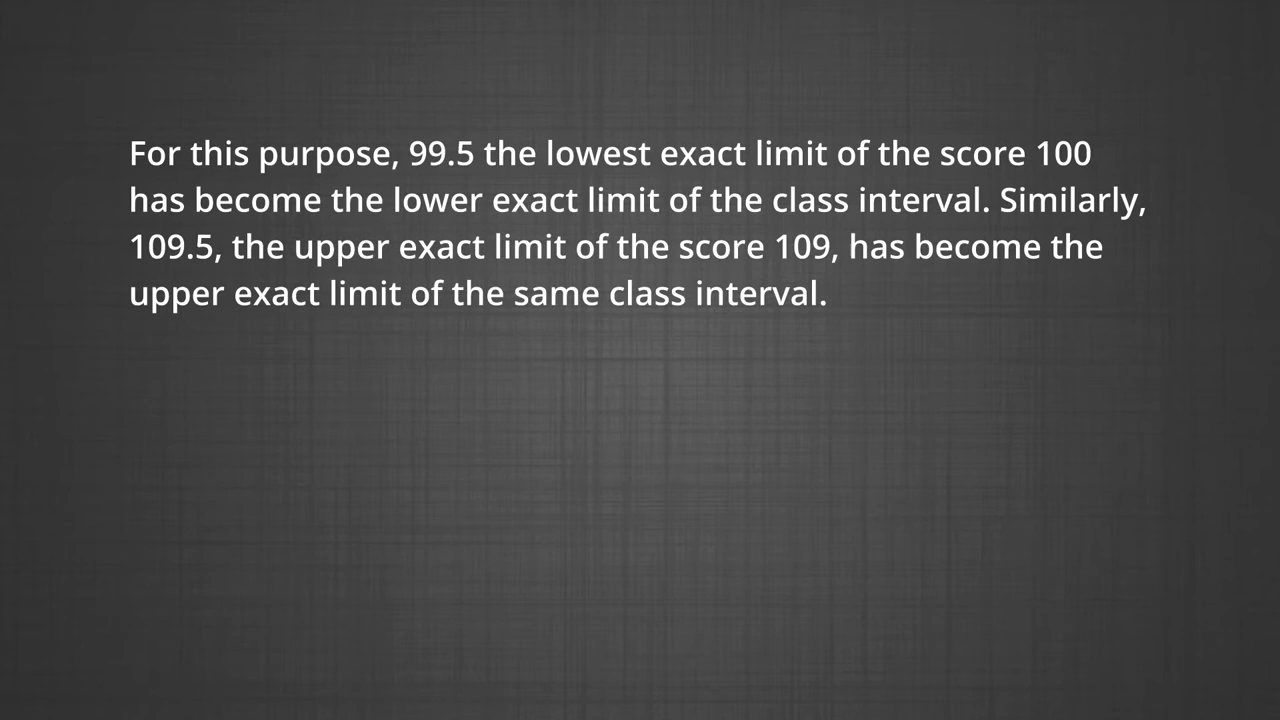 For this purpose, 99.5 the lowest exact limit of the score 100
has become the lower exact limit of the class interval. Similarly,
109.5, the upper exact limit of the score 109, has become the
upper exact limit of the same class interval.